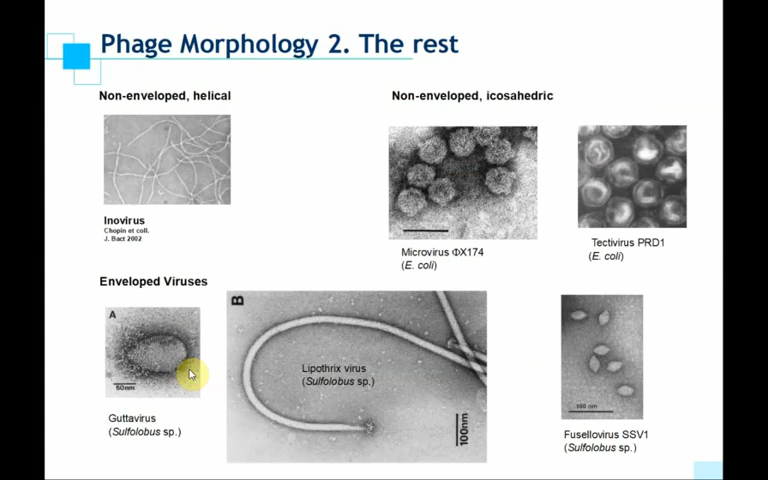 Phage Morphology 2. The rest
Non-enveloped, helical
Non-enveloped, icosahedric
Inovirus
Chopin et coll.
J. Bact 2002
Microvirus ΦX174
(E. coli)
Tectivirus PRD1
(E. coli)
Enveloped Viruses
A
50nm
Guttavirus
(Sulfolobus sp.)
B
Lipothrix virus
(Sulfolobus sp.)
100nm
100 nm
Fusellovirus SSV1
(Sulfolobus sp.)